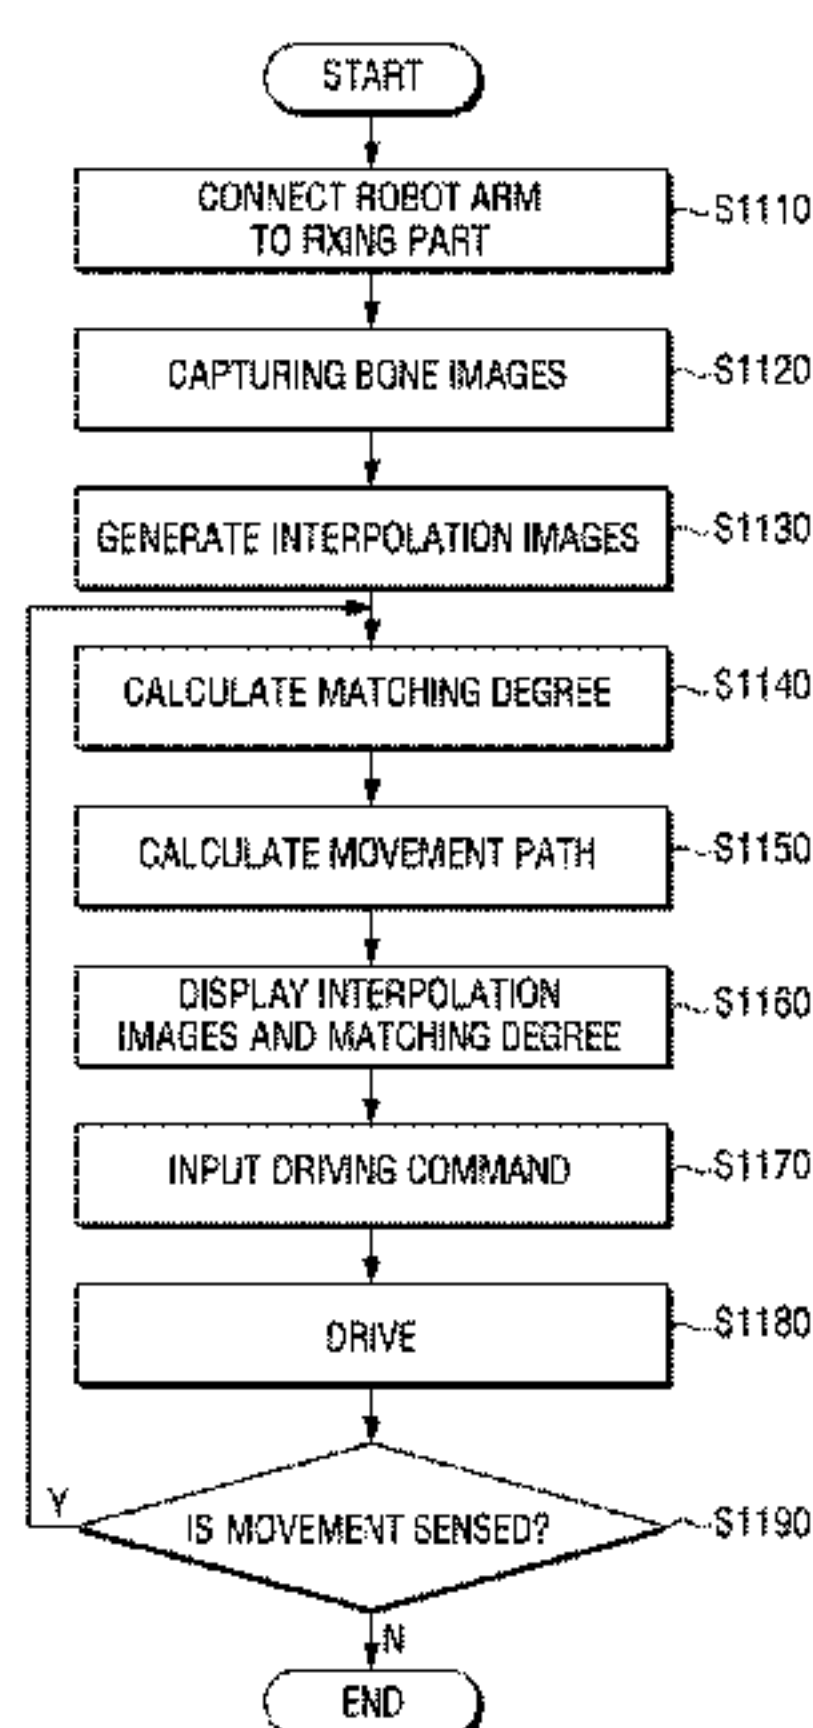 START
CONNECT ROBOT ARM
TO FIXING PART
S1110
CAPTURING BONE IMAGES
S1120
GENERATE INTERPOLATION IMAGES
S1130
CALCULATE MATCHING DEGREE
S1140
CALCULATE MOVEMENT PATH
S1150
DISPLAY INTERPOLATION
IMAGES AND MATCHING DEGREE
S1160
INPUT DRIVING COMMAND
S1170
DRIVE
S1180
Y
IS MOVEMENT SENSED?
S1190
N
END